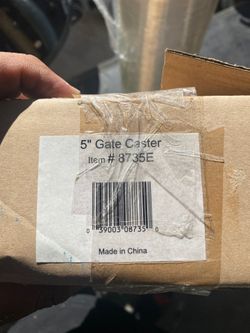 5" Gate Caster
Item # 8735E
0 39003 08735 0
Made in China